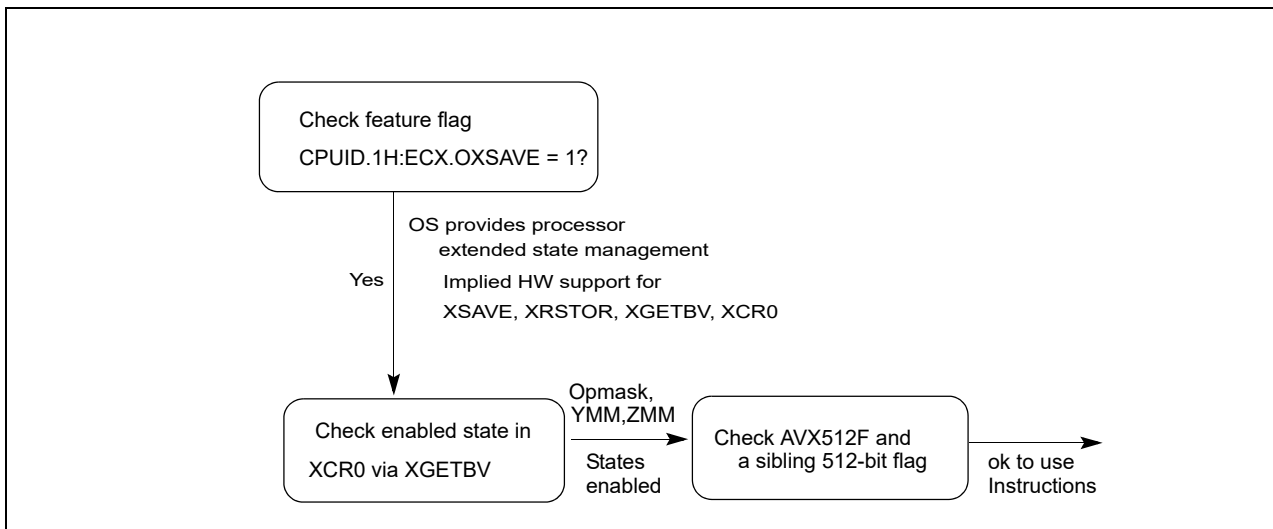 Check feature flag
CPUID.1H:ECX.OXSAVE = 1?
OS provides processor
extended state management
Yes
Implied HW support for
XSAVE, XRSTOR, XGETBV, XCR0
Check enabled state in
XCR0 via XGETBV
Opmask,
YMM,ZMM
States
enabled
Check AVX512F and
a sibling 512-bit flag
ok to use
Instructions